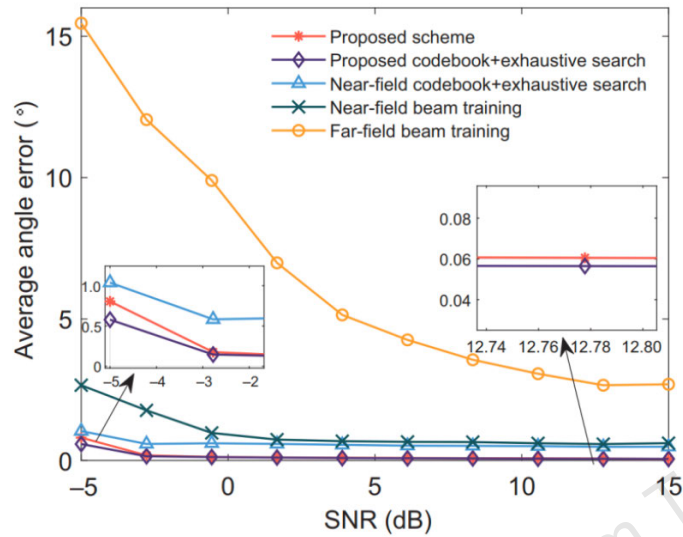 15
10
5
0
Average angle error (°)
Proposed scheme
Proposed codebook+exhaustive search
Near-field codebook+exhaustive search
Near-field beam training
Far-field beam training
0.08
0.06
0.04
12.74 12.76 12.78 12.80
1.0
0.5
0
−5 −4 −3 −2
−5 0 5 10 15
SNR (dB)